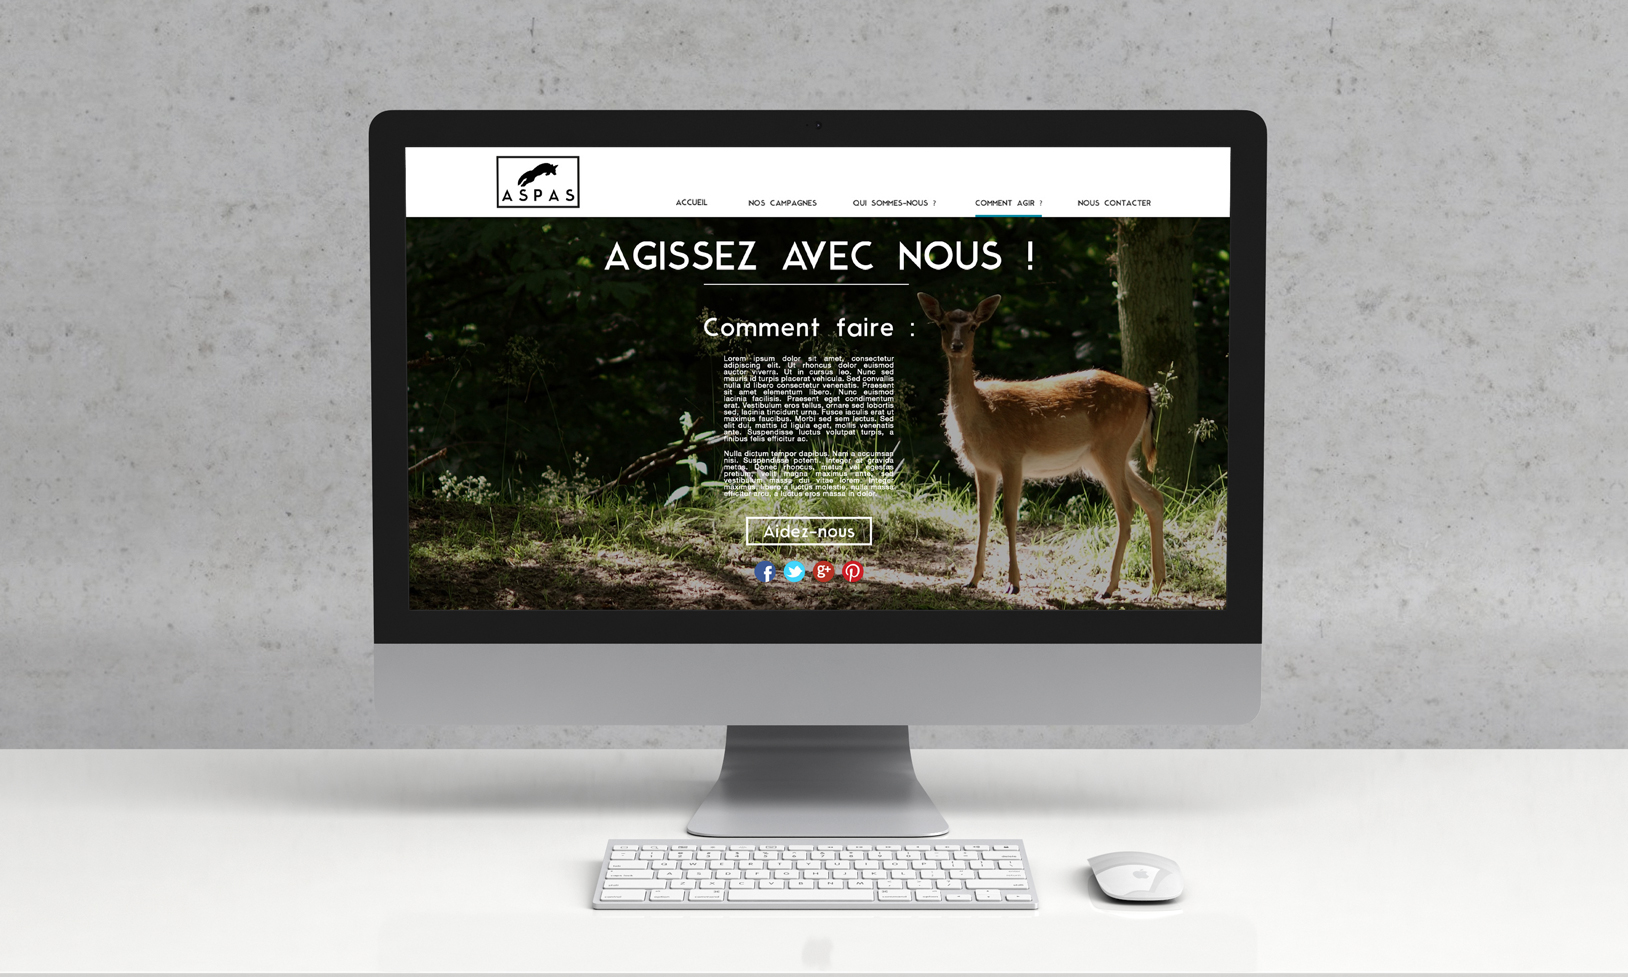 ASPAS
ACCUEIL
NOS CAMPAGNES
QUI SOMMES-NOUS ?
COMMENT AGIR ?
NOUS CONTACTER
AGISSEZ AVEC NOUS !
Comment faire :
Lorem ipsum dolor sit amet, consectetur
adipiscing elit. Ut rhoncus dolor euismod
auctor viverra. Ut in cursus leo. Nunc sed
mauris id turpis placerat vehicula. Sed convallis
nulla id libero consectetur venenatis. Praesent
sit amet elementum libero. Nunc euismod
lacinia facilisis. Praesent eget condimentum
erat. Vestibulum eros tellus, ornare sed lobortis
sed, lacinia tincidunt urna. Fusce iaculis erat ut
maximus faucibus. Morbi sed sem lectus. Sed
elit dui, mattis id ligula eget, mollis venenatis
ante. Suspendisse luctus volutpat turpis, a
finibus felis efficitur ac.
Nulla dictum tempor dapibus. Nam a accumsan
nisi. Suspendisse potenti. Integer at gravida
metus. Donec rhoncus, metus vel egestas
pretium, velit magna maximus ante, sed
vestibulum massa dui vitae lorem. Integer
maximus, libero a luctus molestie, nulla massa
efficitur arcu, a luctus eros massa in dolor.
Aidez-nous
f
g+
Q W E R T Y U I O P
A S D F G H J K L
Z X C V B N M